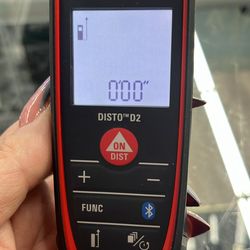 0'00"
DISTO™ D2
ON
DIST
+ −
FUNC